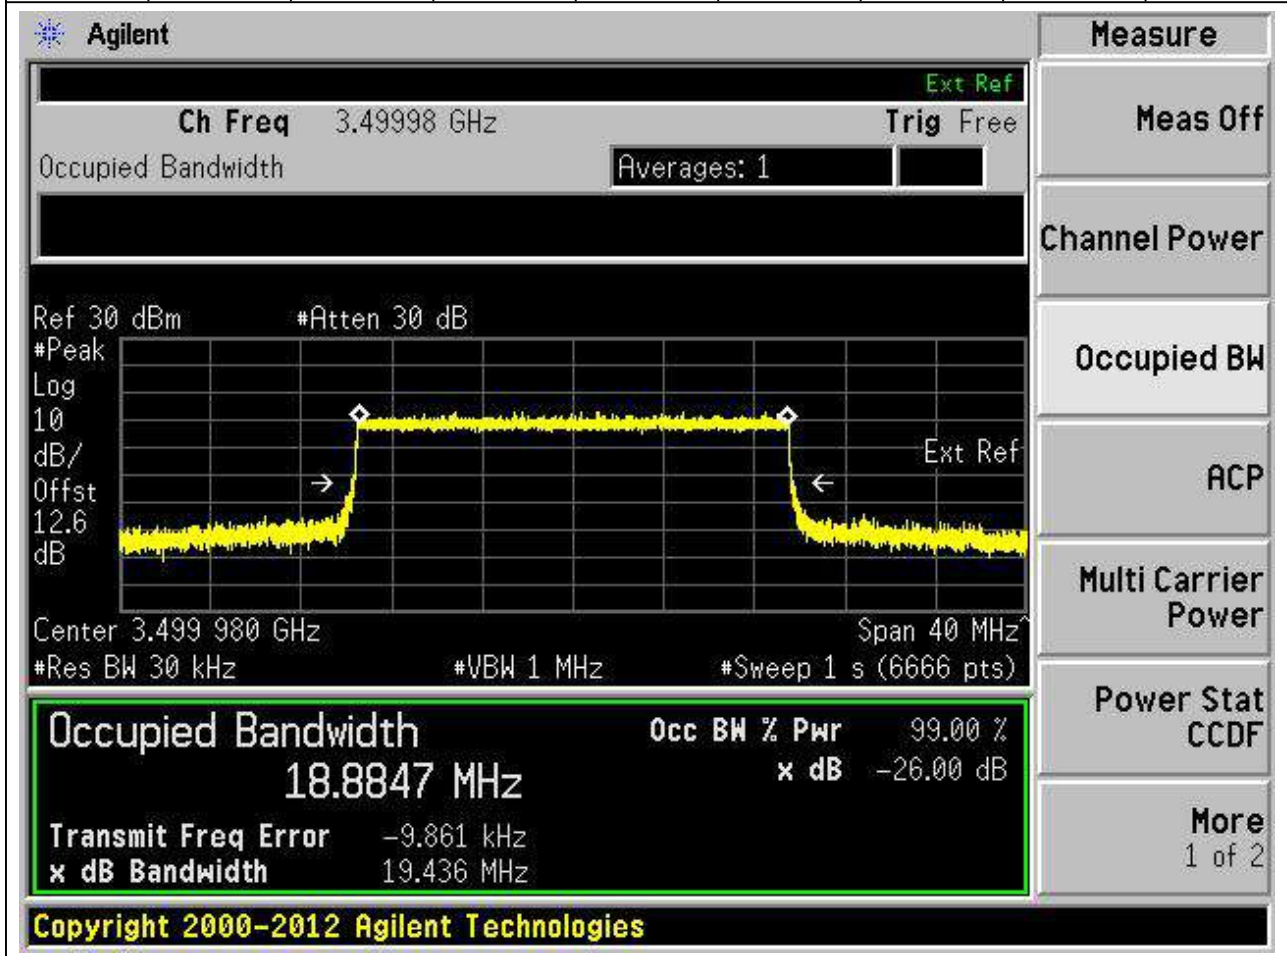 Agilent
Measure
Ext Ref
Ch Freq 3.49998 GHz Trig Free
Meas Off
Occupied Bandwidth Averages: 1
Channel Power
Ref 30 dBm #Atten 30 dB
#Peak
Log
10
dB/
Offst
12.6
dB
Ext Ref
Occupied BW
ACP
Center 3.499 980 GHz Span 40 MHz^
#Res BW 30 kHz #VBW 1 MHz #Sweep 1 s (6666 pts)
Multi Carrier
Power
Occupied Bandwidth Occ BW % Pwr 99.00 %
18.8847 MHz x dB -26.00 dB
Transmit Freq Error -9.861 kHz
x dB Bandwidth 19.436 MHz
Power Stat
CCDF
More
1 of 2
Copyright 2000-2012 Agilent Technologies